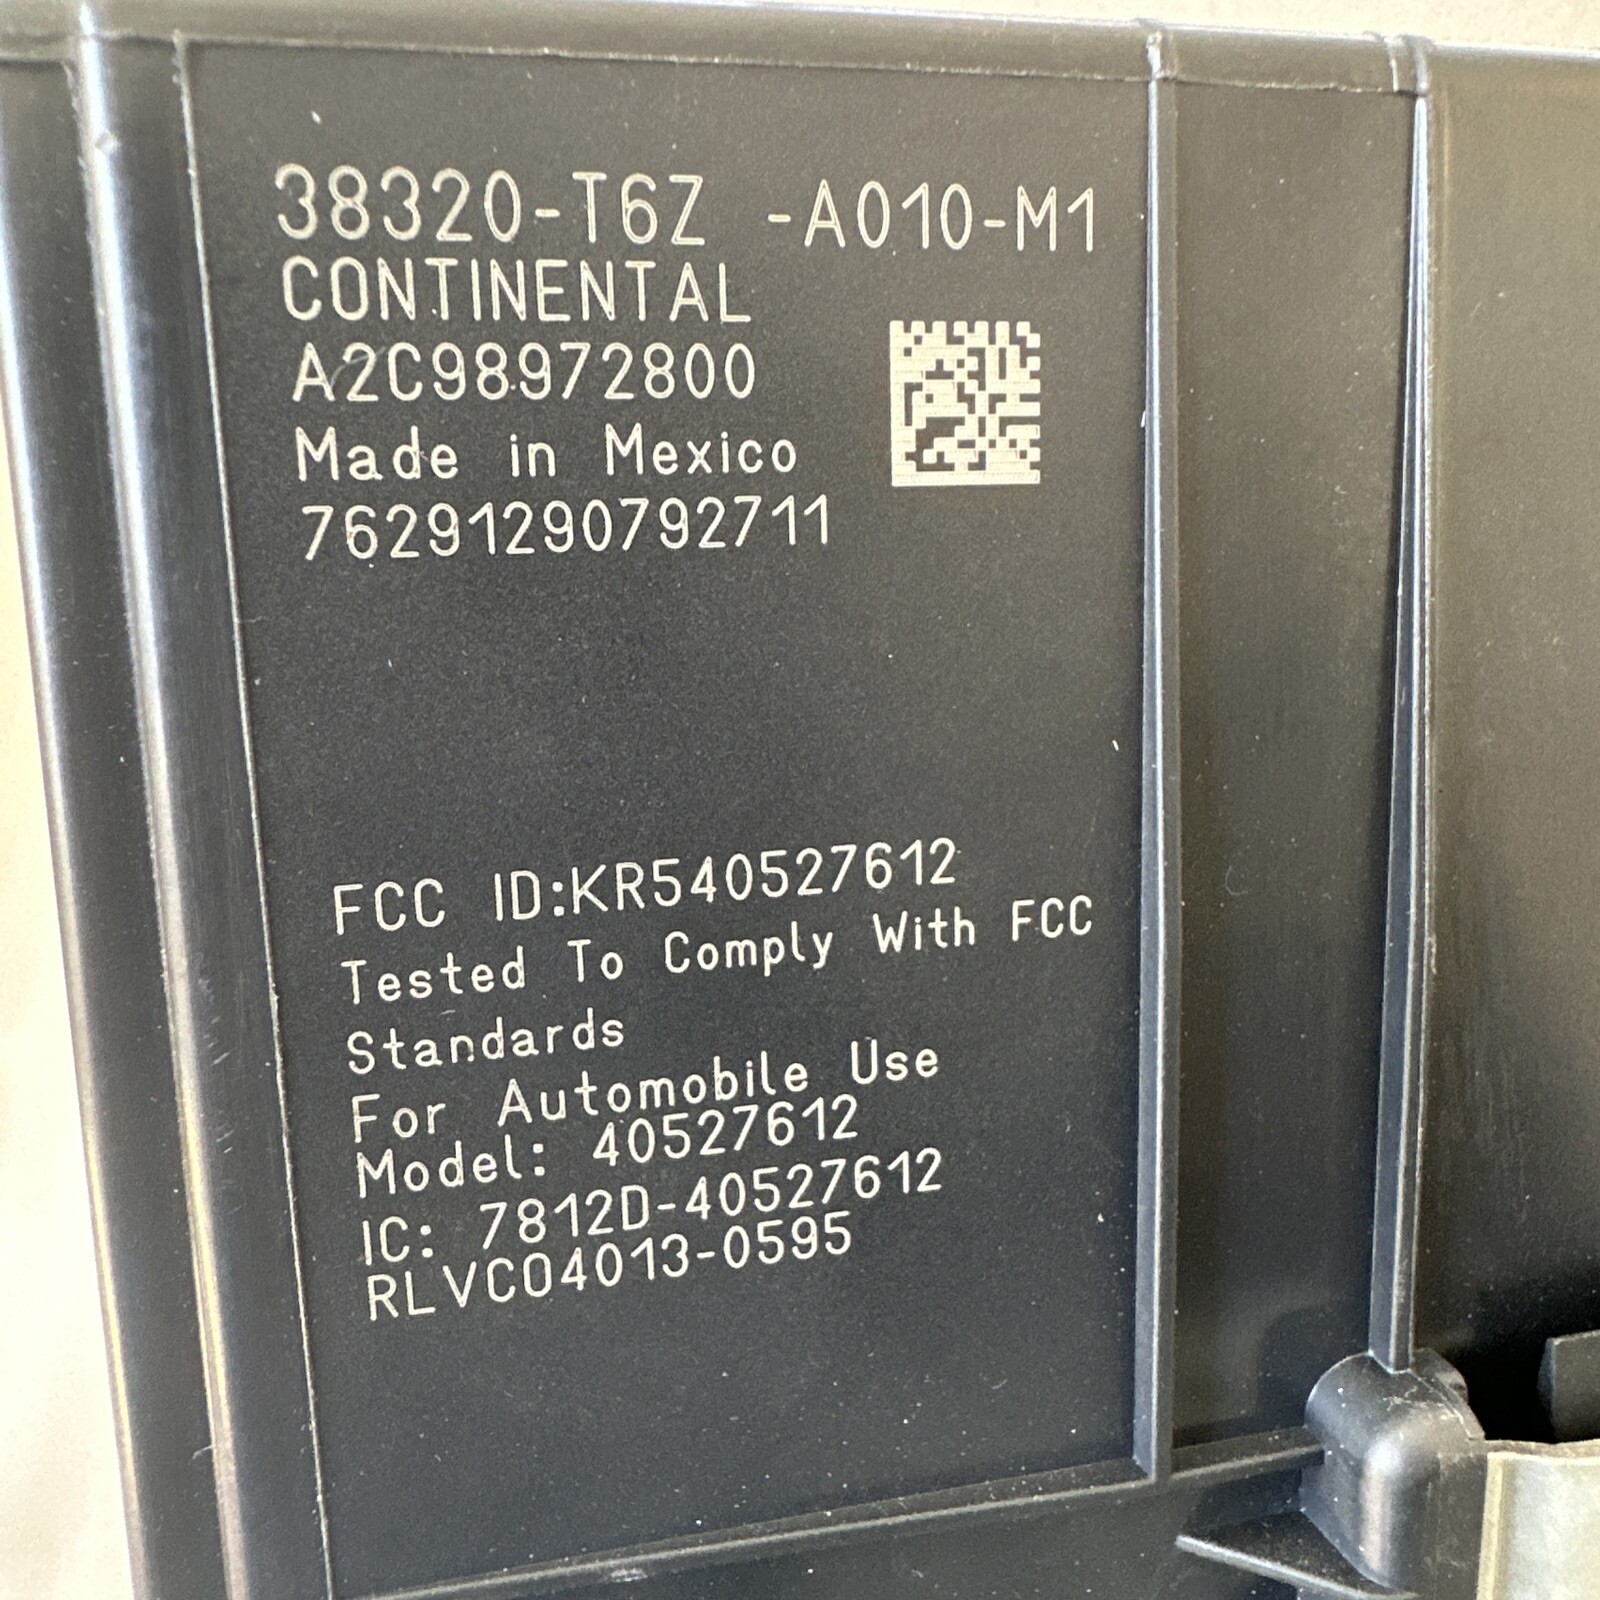 38320-T6Z -A010-M1
CONTINENTAL
A2C98972800
Made in Mexico
76291290792711
FCC ID:KR540527612
Tested To Comply With FCC
Standards
For Automobile Use
Model: 40527612
IC: 7812D-40527612
RLVCO4013-0595